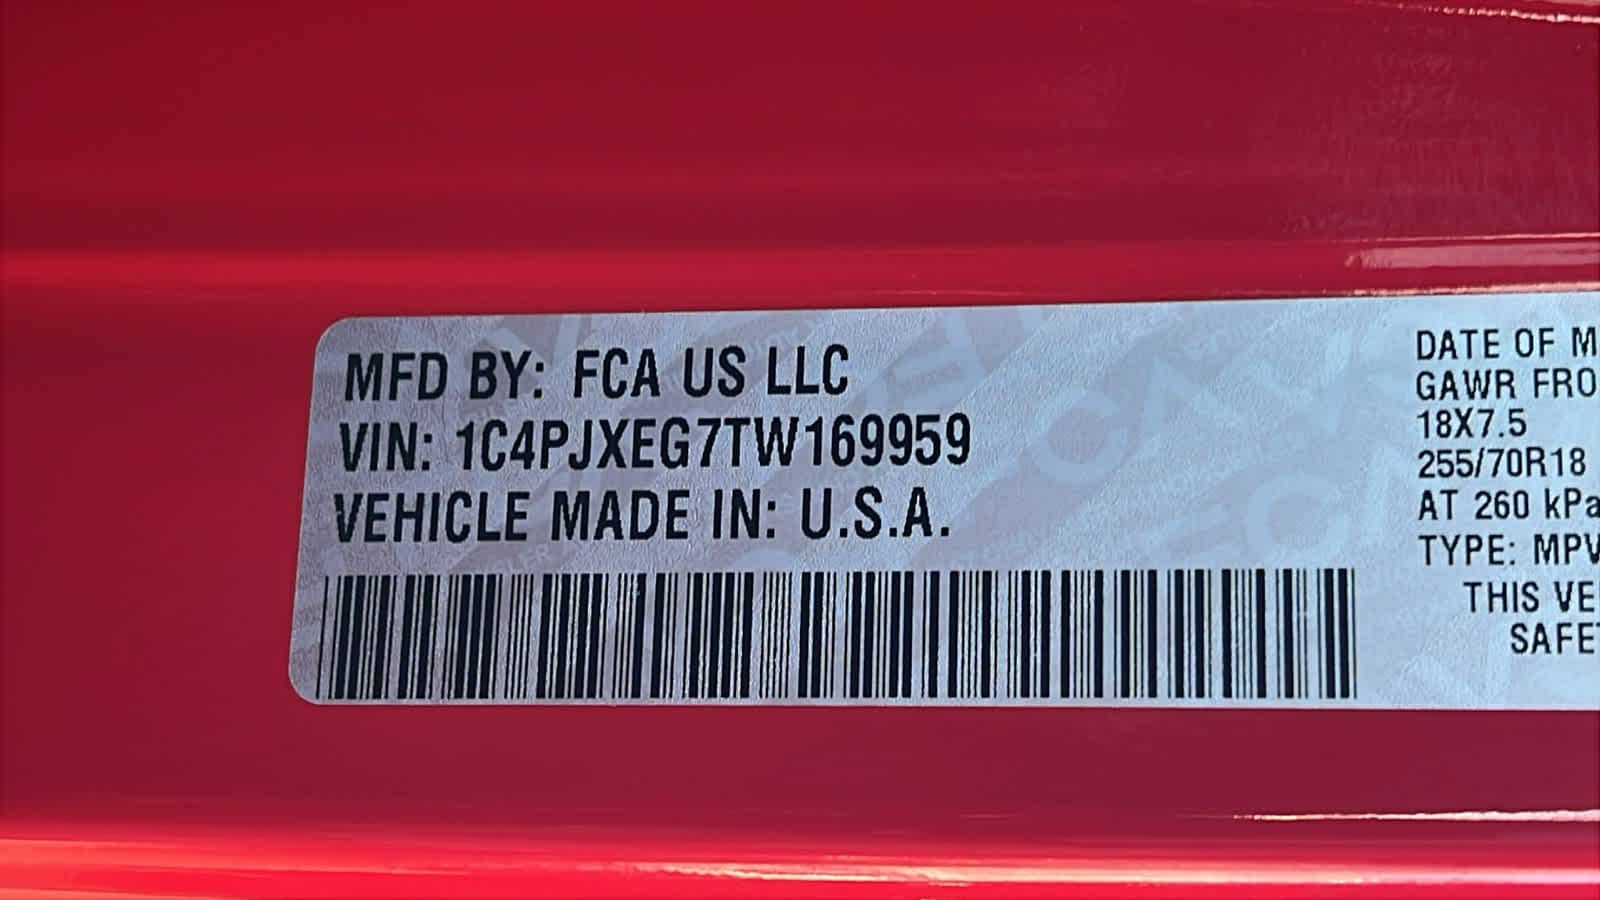 MFD BY: FCA US LLC
VIN: 1C4PJXEG7TW169959
VEHICLE MADE IN: U.S.A.
DATE OF M
GAWR FRO
18X7.5
255/70R18
AT 260 kPa
TYPE: MPV
THIS VE
SAFE